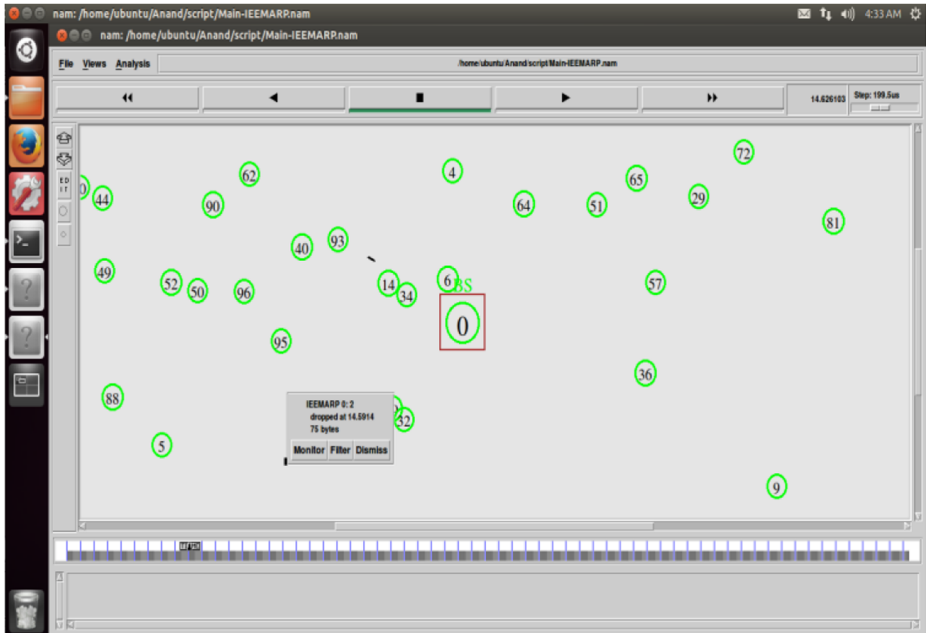 nam: /home/ubuntu/Anand/script/Main-IEEMARP.nam
4:33 AM
nam: /home/ubuntu/Anand/script/Main-IEEMARP.nam
File Views Analysis
/home/ubuntu/Anand/script/Main-IEEMARP.nam
14.626103
Step: 199.5us
72
4
62
65
44
29
90
64
51
81
93
40
49
52
14
6
BS
57
50
96
34
0
95
36
88
IEEMARP 0: 2
dropped at 14.5914
75 bytes
Monitor Filter Dismiss
32
5
9